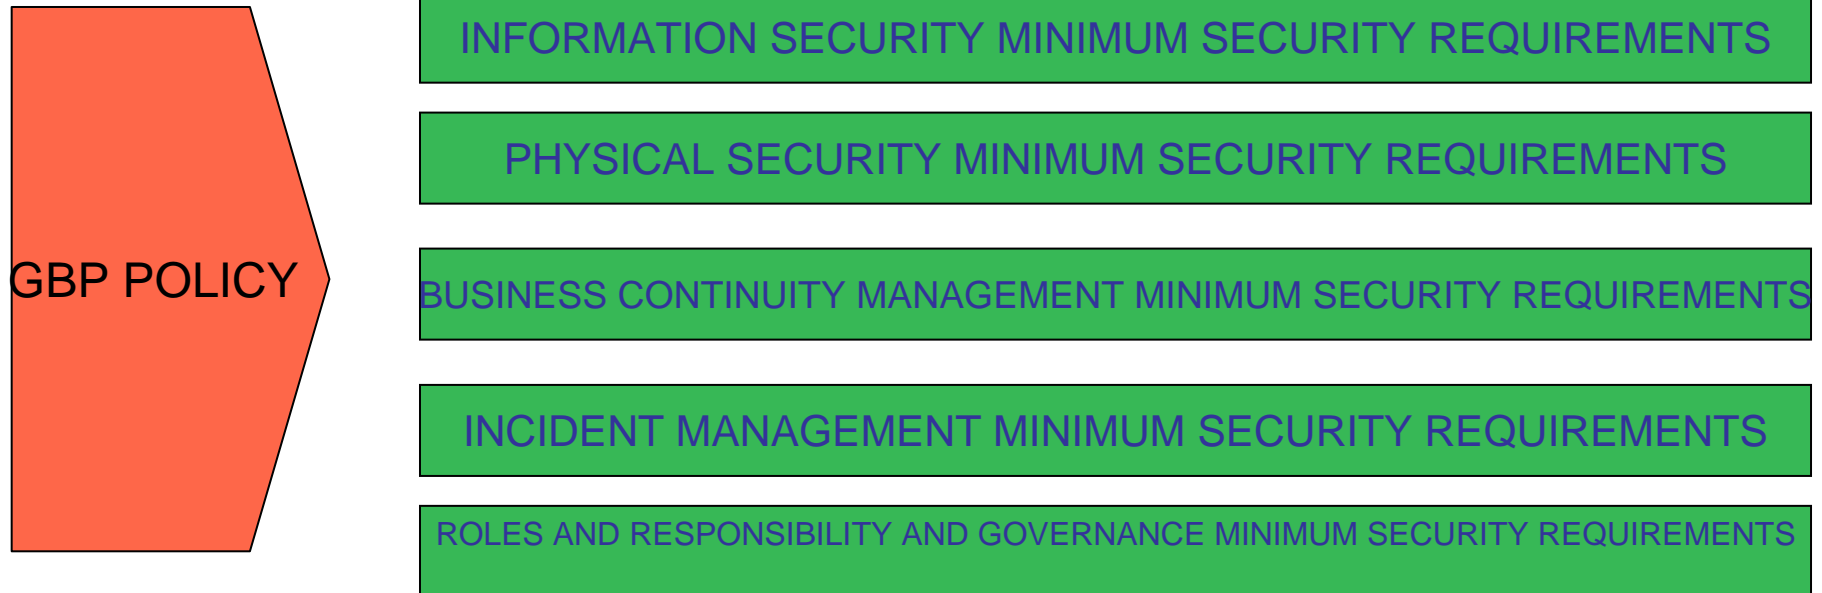 INFORMATION SECURITY MINIMUM SECURITY REQUIREMENTS
PHYSICAL SECURITY MINIMUM SECURITY REQUIREMENTS
GBP POLICY
BUSINESS CONTINUITY MANAGEMENT MINIMUM SECURITY REQUIREMENTS
INCIDENT MANAGEMENT MINIMUM SECURITY REQUIREMENTS
ROLES AND RESPONSIBILITY AND GOVERNANCE MINIMUM SECURITY REQUIREMENTS